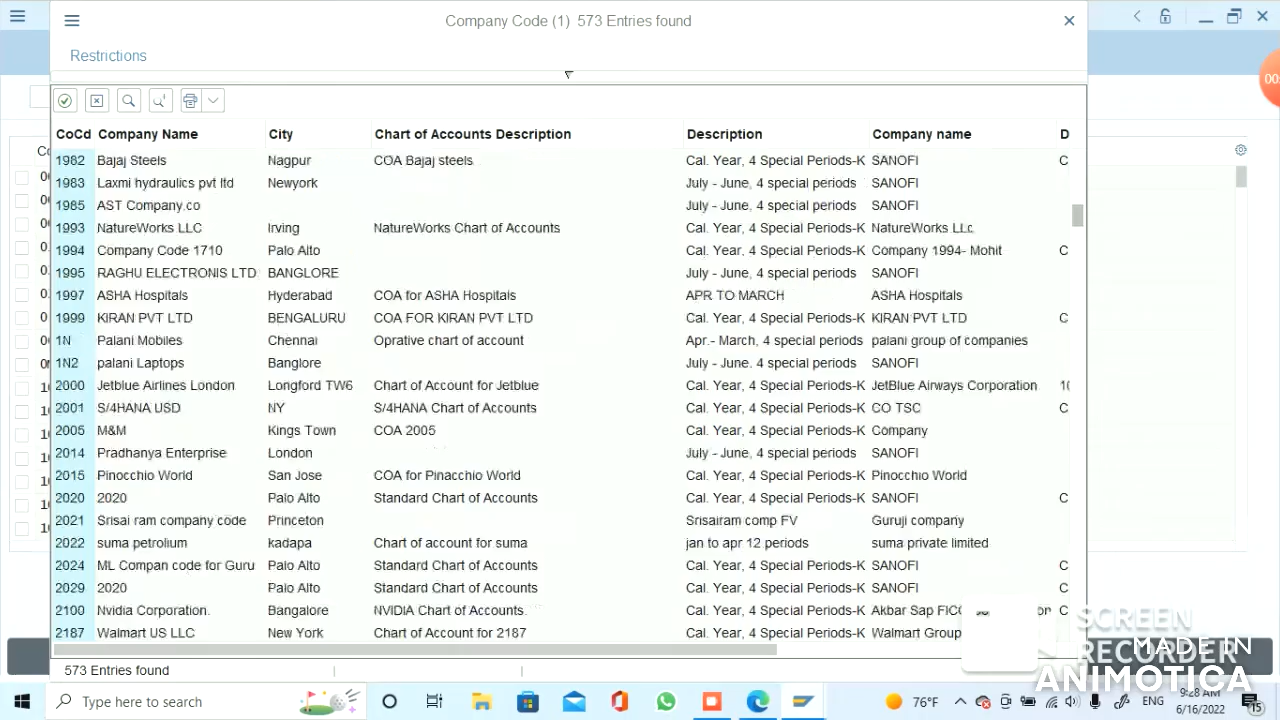 Company Code (1) 573 Entries found
Restrictions
CoCd Company Name City Chart of Accounts Description Description Company name D
1982 Bajaj Steels Nagpur COA Bajaj steels Cal. Year, 4 Special Periods-K SANOFI C
1983 Laxmi hydraulics pvt ltd Newyork July - June, 4 special periods SANOFI
1985 AST Company.co July - June, 4 special periods SANOFI
1993 NatureWorks LLC Irving NatureWorks Chart of Accounts Cal. Year, 4 Special Periods-K NatureWorks LLc
1994 Company Code 1710 Palo Alto Cal. Year, 4 Special Periods-K Company 1994- Mohit C
1995 RAGHU ELECTRONIS LTD BANGLORE July - June, 4 special periods SANOFI
1997 ASHA Hospitals Hyderabad COA for ASHA Hospitals APR TO MARCH ASHA Hospitals
1999 KIRAN PVT LTD BENGALURU COA FOR KIRAN PVT LTD Cal. Year, 4 Special Periods-K KIRAN PVT LTD C
1N Palani Mobiles Chennai Oprative chart of account Apr.- March, 4 special periods palani group of companies
1N2 palani Laptops Banglore July - June. 4 special periods SANOFI
2000 Jetblue Airlines London Longford TW6 Chart of Account for Jetblue Cal. Year, 4 Special Periods-K JetBlue Airways Corporation 10
2001 S/4HANA USD NY S/4HANA Chart of Accounts Cal. Year, 4 Special Periods-K CO TSC C
2005 M&M Kings Town COA 2005 Cal. Year, 4 Special Periods-K Company
2014 Pradhanya Enterprise London July - June, 4 special periods SANOFI
2015 Pinocchio World San Jose COA for Pinacchio World Cal. Year, 4 Special Periods-K Pinocchio World
2020 2020 Palo Alto Standard Chart of Accounts Cal. Year, 4 Special Periods-K SANOFI C
2021 Srisai ram company code Princeton Srisairam comp FV Guruji company
2022 suma petrolium kadapa Chart of account for suma jan to apr 12 periods suma private limited
2024 ML Compan code for Guru Palo Alto Standard Chart of Accounts Cal. Year, 4 Special Periods-K SANOFI C
2029 2020 Palo Alto Standard Chart of Accounts Cal. Year, 4 Special Periods-K SANOFI C
2100 Nvidia Corporation. Bangalore NVIDIA Chart of Accounts. Cal. Year, 4 Special Periods-K Akbar Sap
2187 Walmart US LLC New York Chart of Account for 2187 Cal. Year, 4 Special Periods-K Walmart Group
573 Entries found
SCREEN
RECORDER
MADE IN
ANIMOTICA
Type here to search
76°F
ENG
9:28 AM
6/16/2022
15